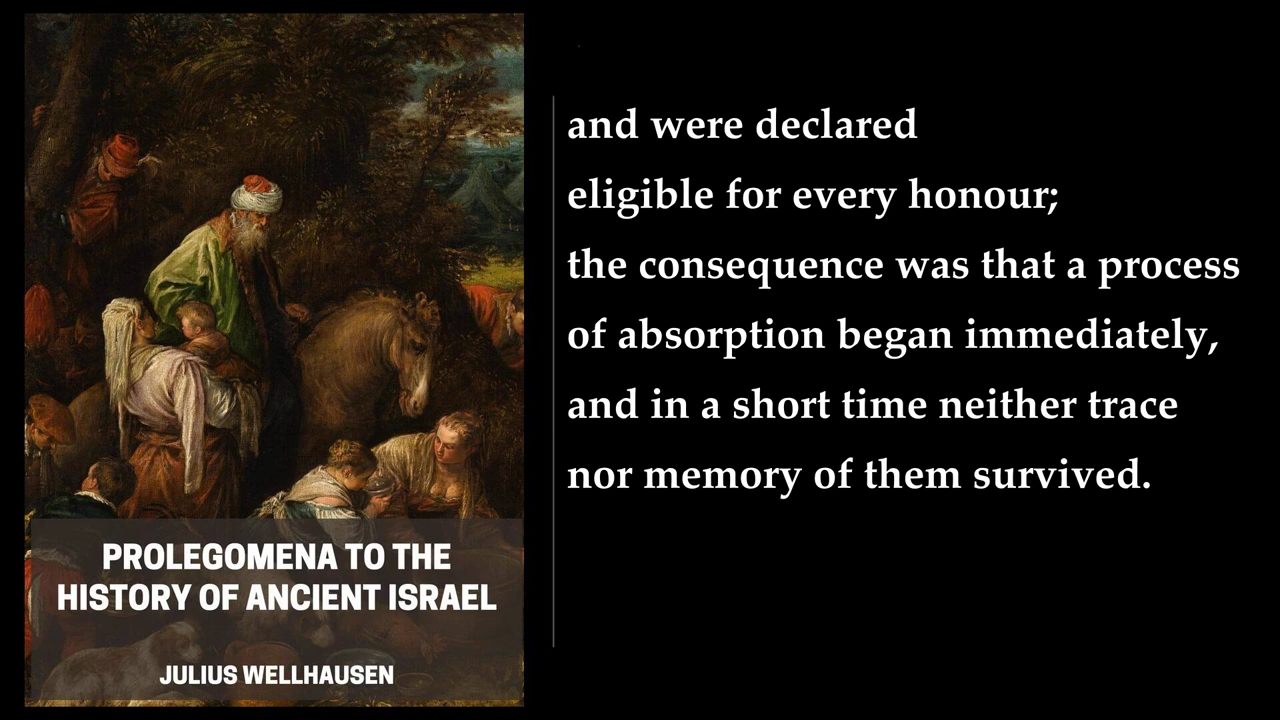 and were declared
eligible for every honour;
the consequence was that a process
of absorption began immediately,
and in a short time neither trace
nor memory of them survived.
PROLEGOMENA TO THE
HISTORY OF ANCIENT ISRAEL
JULIUS WELLHAUSEN